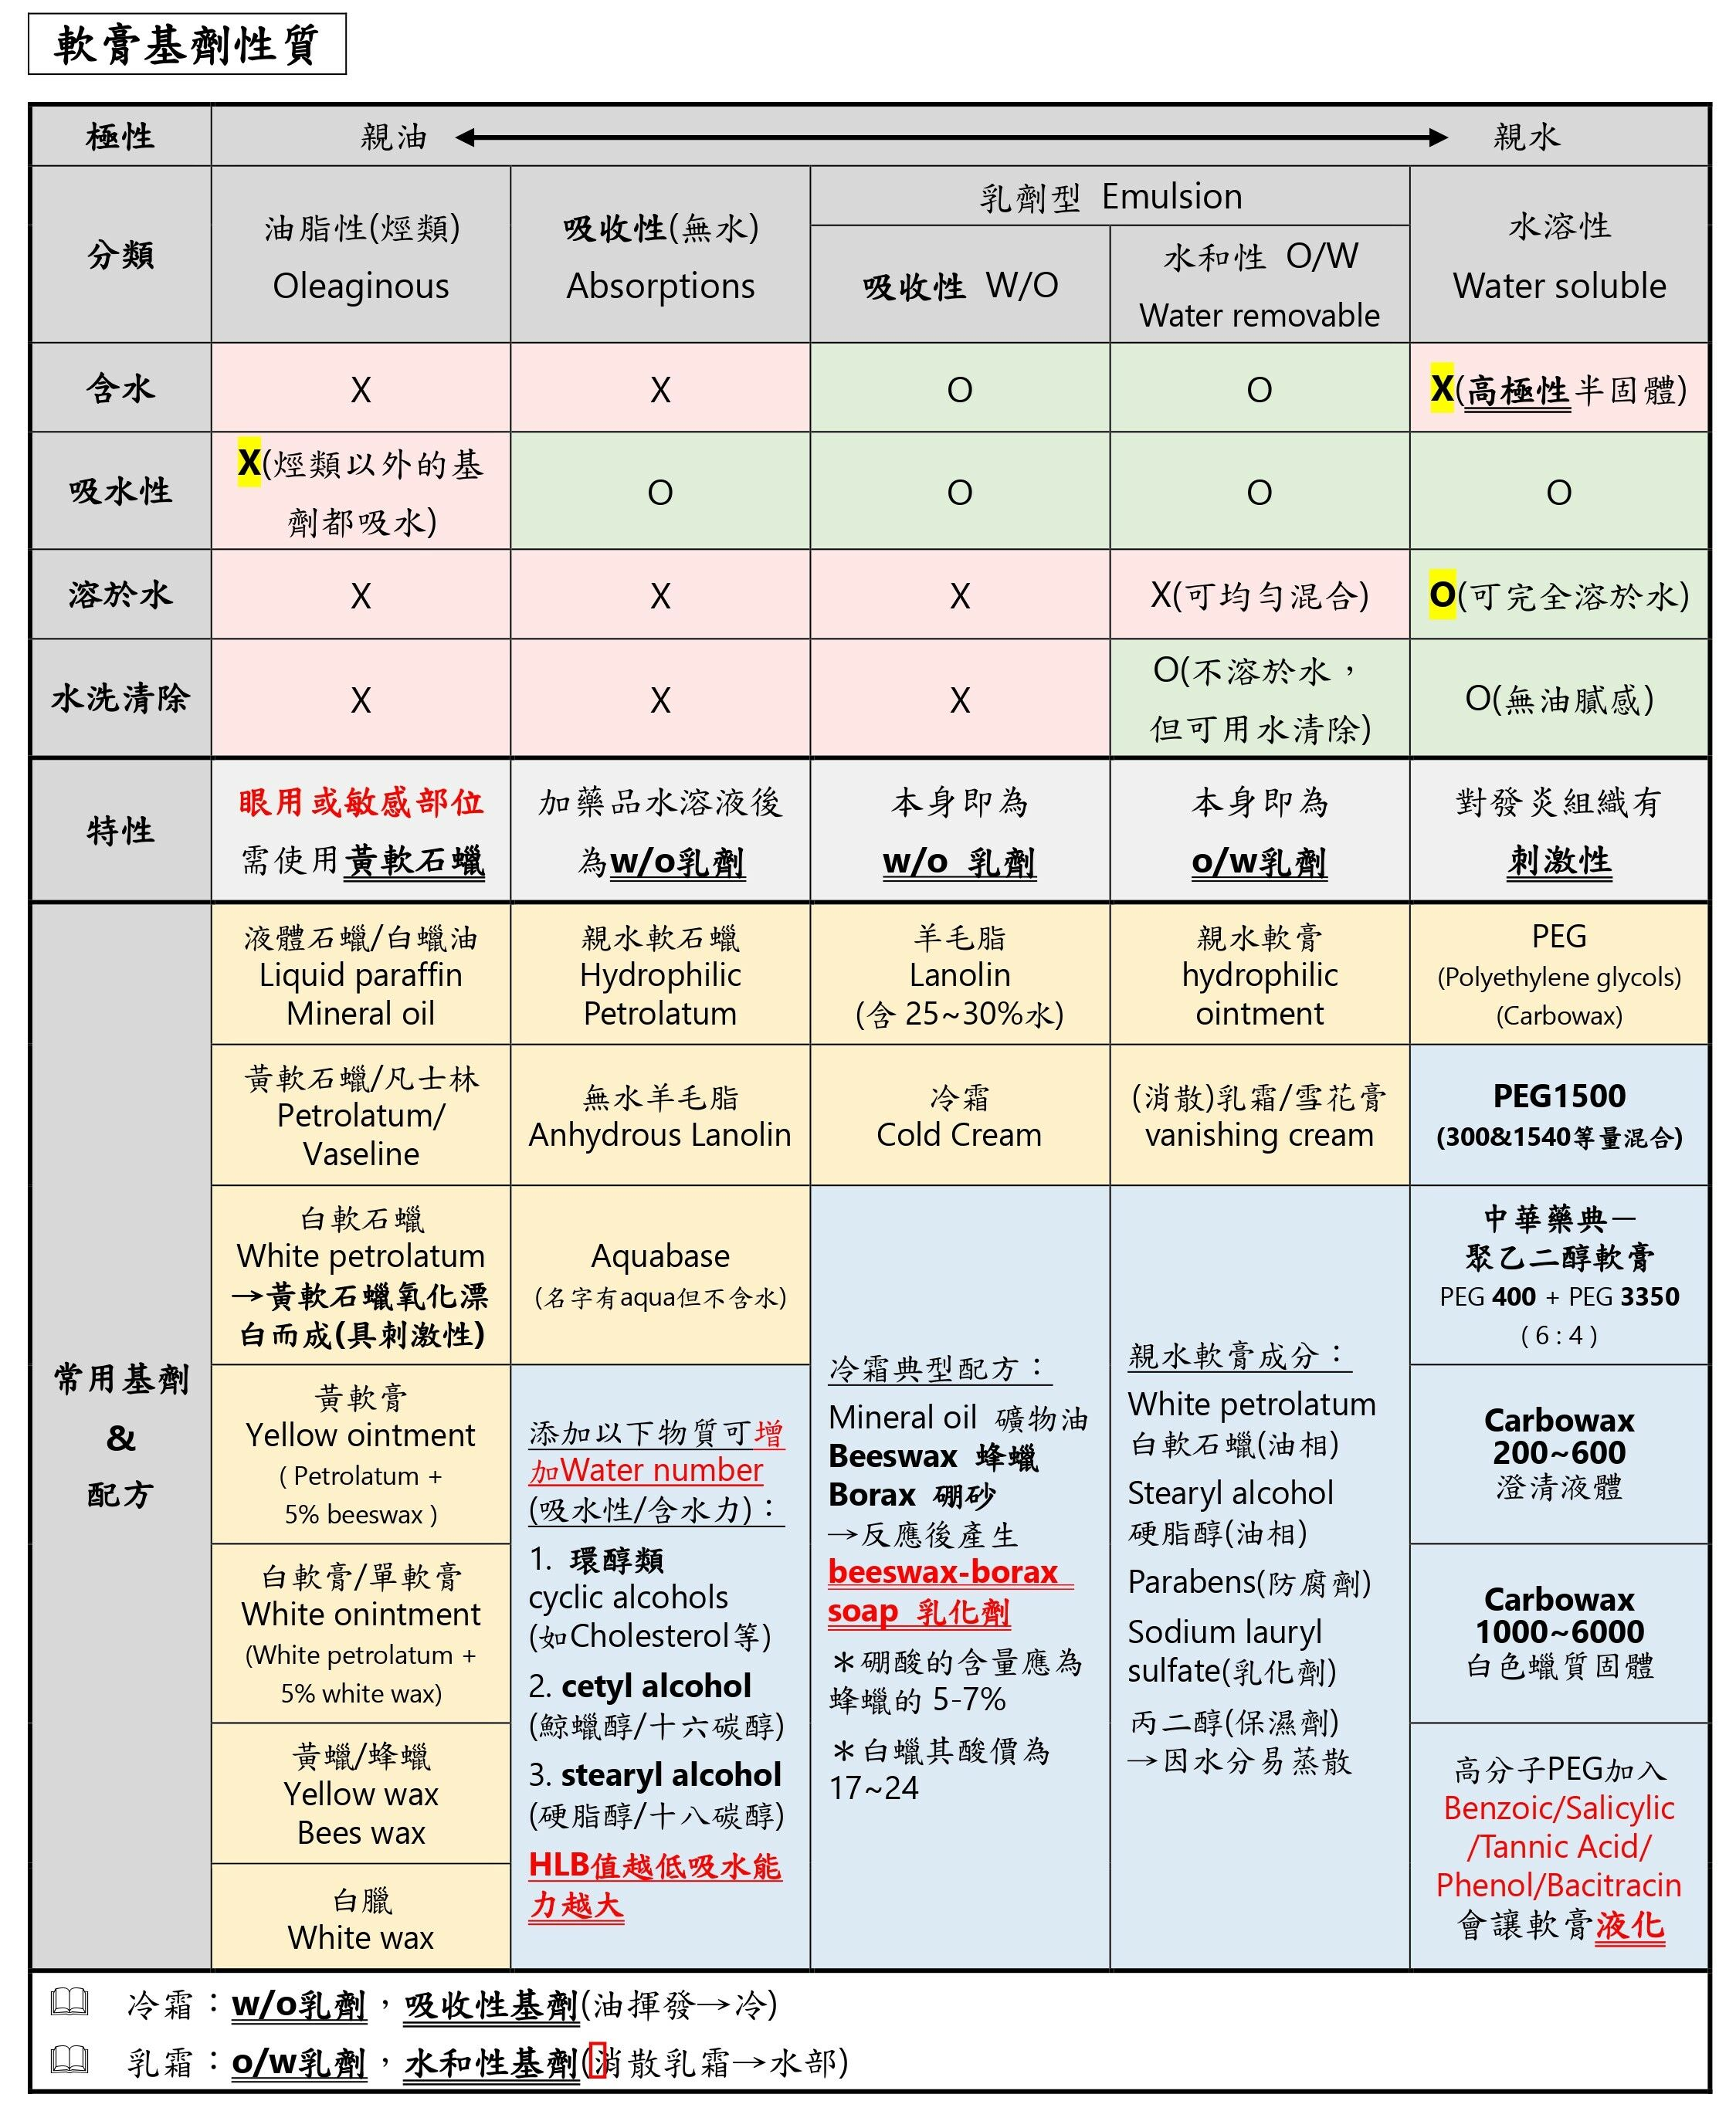 軟膏基劑性質
極性
親油
親水
分類
油脂性(烴類)
Oleaginous
吸收性(無水)
Absorptions
乳劑型 Emulsion
吸收性 W/O
水和性 O/W
Water removable
水溶性
Water soluble
含水
X
X
O
O
X(高極性半固體)
吸水性
X(烴類以外的基
劑都吸水)
O
O
O
O
溶於水
X
X
X
X(可均勻混合)
O(可完全溶於水)
水洗清除
X
X
X
O(不溶於水，
但可用水清除)
O(無油膩感)
特性
眼用或敏感部位
需使用黃軟石蠟
加藥品水溶液後
為w/o乳劑
本身即為
w/o 乳劑
本身即為
o/w乳劑
對發炎組織有
刺激性
常用基劑
&
配方
液體石蠟/白蠟油
Liquid paraffin
Mineral oil
黃軟石蠟/凡士林
Petrolatum/
Vaseline
白軟石蠟
White petrolatum
→黃軟石蠟氧化漂
白而成(具刺激性)
黃軟膏
Yellow ointment
( Petrolatum +
5% beeswax )
白軟膏/單軟膏
White onintment
(White petrolatum +
5% white wax)
黃蠟/蜂蠟
Yellow wax
Bees wax
白臘
White wax
親水軟石蠟
Hydrophilic
Petrolatum
無水羊毛脂
Anhydrous Lanolin
Aquabase
(名字有aqua但不含水)
添加以下物質可增
加Water number
(吸水性/含水力)：
1. 環醇類
cyclic alcohols
(如Cholesterol等)
2. cetyl alcohol
(鯨蠟醇/十六碳醇)
3. stearyl alcohol
(硬脂醇/十八碳醇)
HLB值越低吸水能
力越大
羊毛脂
Lanolin
(含 25~30%水)
冷霜
Cold Cream
冷霜典型配方：
Mineral oil 礦物油
Beeswax 蜂蠟
Borax 硼砂
→反應後產生
beeswax-borax
soap 乳化劑
＊硼酸的含量應為
蜂蠟的 5-7%
＊白蠟其酸價為
17~24
親水軟膏
hydrophilic
ointment
(消散)乳霜/雪花膏
vanishing cream
親水軟膏成分：
White petrolatum
白軟石蠟(油相)
Stearyl alcohol
硬脂醇(油相)
Parabens(防腐劑)
Sodium lauryl
sulfate(乳化劑)
丙二醇(保濕劑)
→因水分易蒸散
PEG
(Polyethylene glycols)
(Carbowax)
PEG1500
(300&1540等量混合)
中華藥典－
聚乙二醇軟膏
PEG 400 + PEG 3350
( 6 : 4 )
Carbowax
200~600
澄清液體
Carbowax
1000~6000
白色蠟質固體
高分子PEG加入
Benzoic/Salicylic
/Tannic Acid/
Phenol/Bacitracin
會讓軟膏液化
冷霜：w/o乳劑，吸收性基劑(油揮發→冷)
乳霜：o/w乳劑，水和性基劑(消散乳霜→水部)